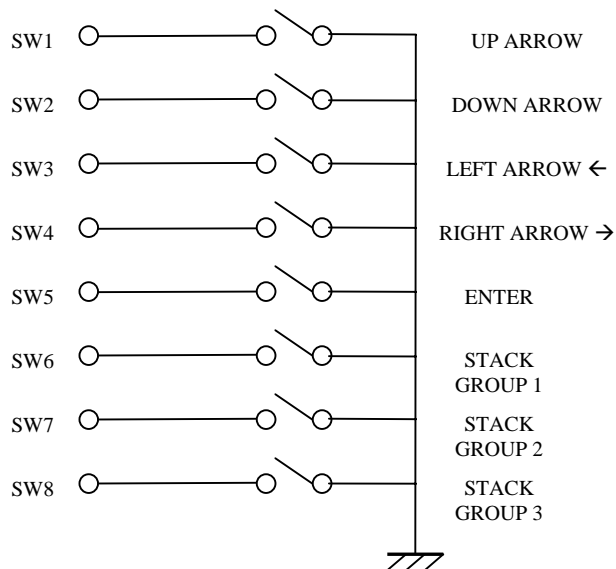 SW1 UP ARROW
SW2 DOWN ARROW
SW3 LEFT ARROW ←
SW4 RIGHT ARROW →
SW5 ENTER
SW6 STACK
GROUP 1
SW7 STACK
GROUP 2
SW8 STACK
GROUP 3